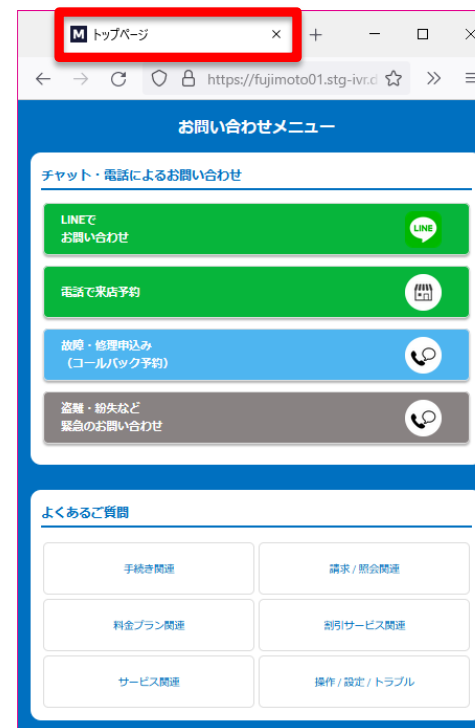 M トップページ
https://fujimoto01.stg-ivr.d
お問い合わせメニュー
チャット・電話によるお問い合わせ
LINEで
お問い合わせ
LINE
電話で来店予約
故障・修理申込み
（コールバック予約）
盗難・紛失など
緊急のお問い合わせ
よくあるご質問
手続き関連
請求 / 照会関連
料金プラン関連
割引サービス関連
サービス関連
操作 / 設定 / トラブル